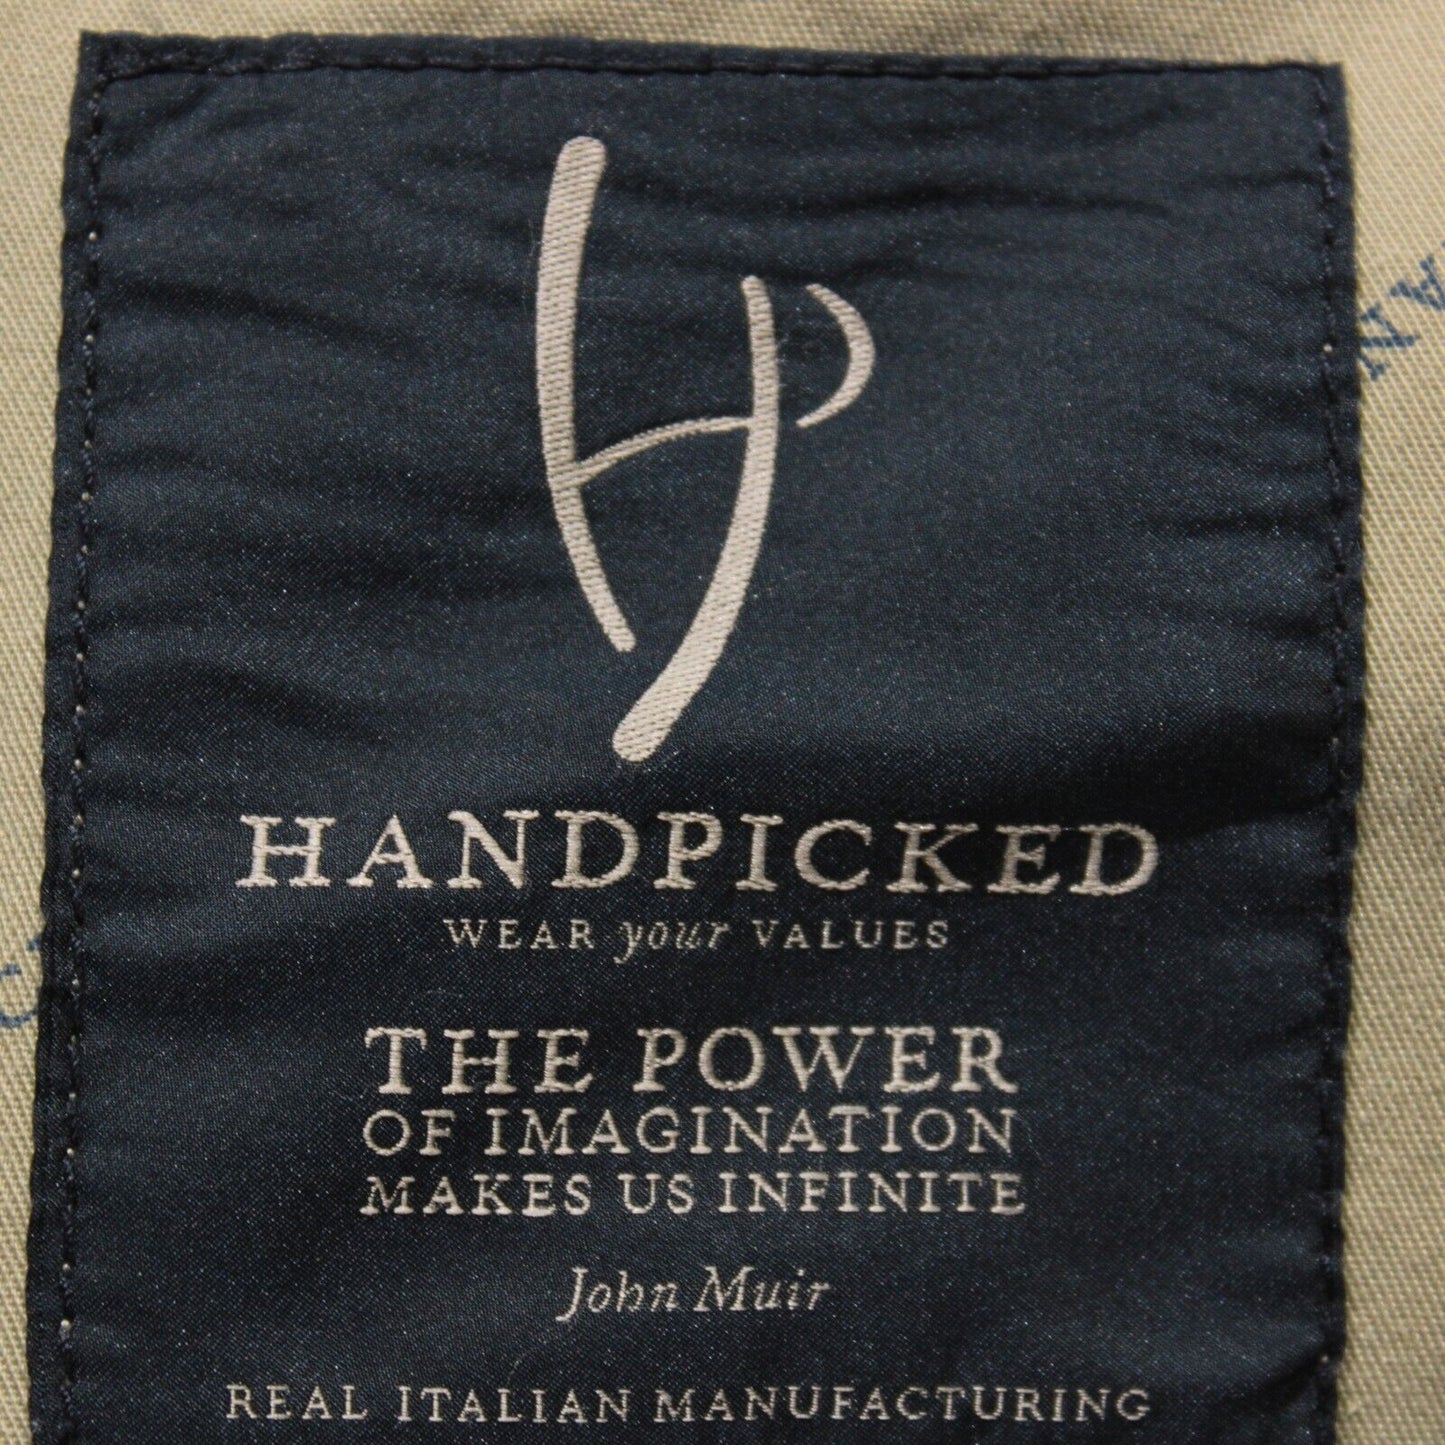 HANDPICKED
WEAR your VALUES
THE POWER
OF IMAGINATION
MAKES US INFINITE
John Muir
REAL ITALIAN MANUFACTURING